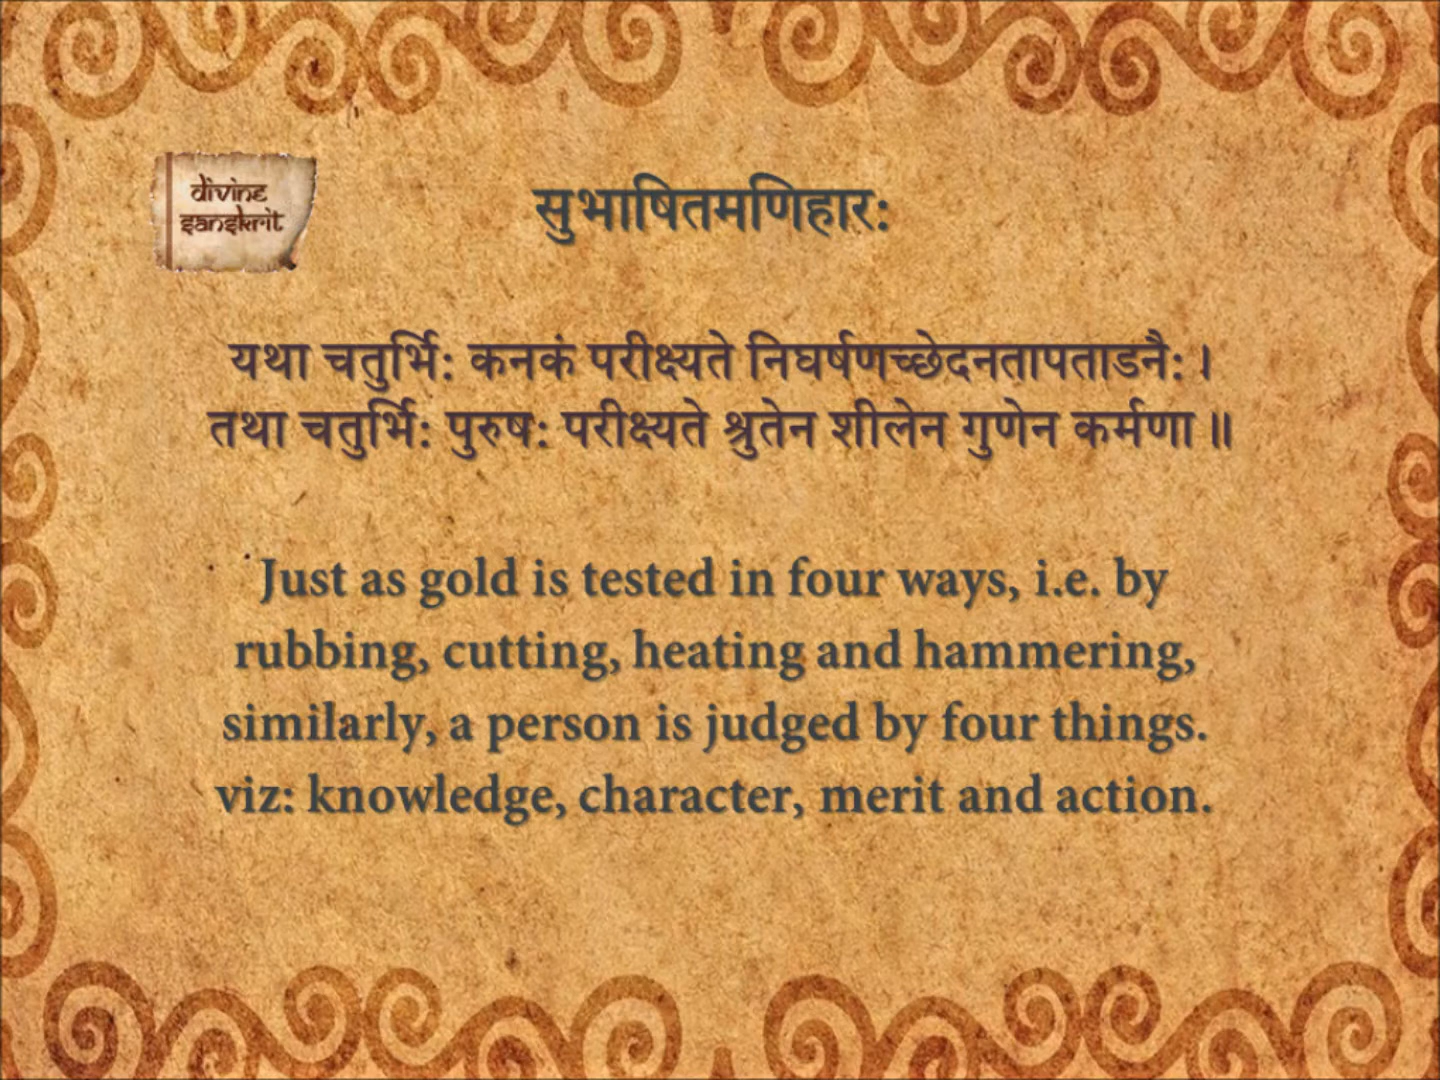 divine
sanskrit
सुभाषितमणिहार:
यथा चतुर्भि: कनकं परीक्ष्यते निघर्षणच्छेदनतापताडनै: ।
तथा चतुर्भि: पुरुष: परीक्ष्यते श्रुतेन शीलेन गुणेन कर्मणा ॥
Just as gold is tested in four ways, i.e. by
rubbing, cutting, heating and hammering,
similarly, a person is judged by four things.
viz: knowledge, character, merit and action.